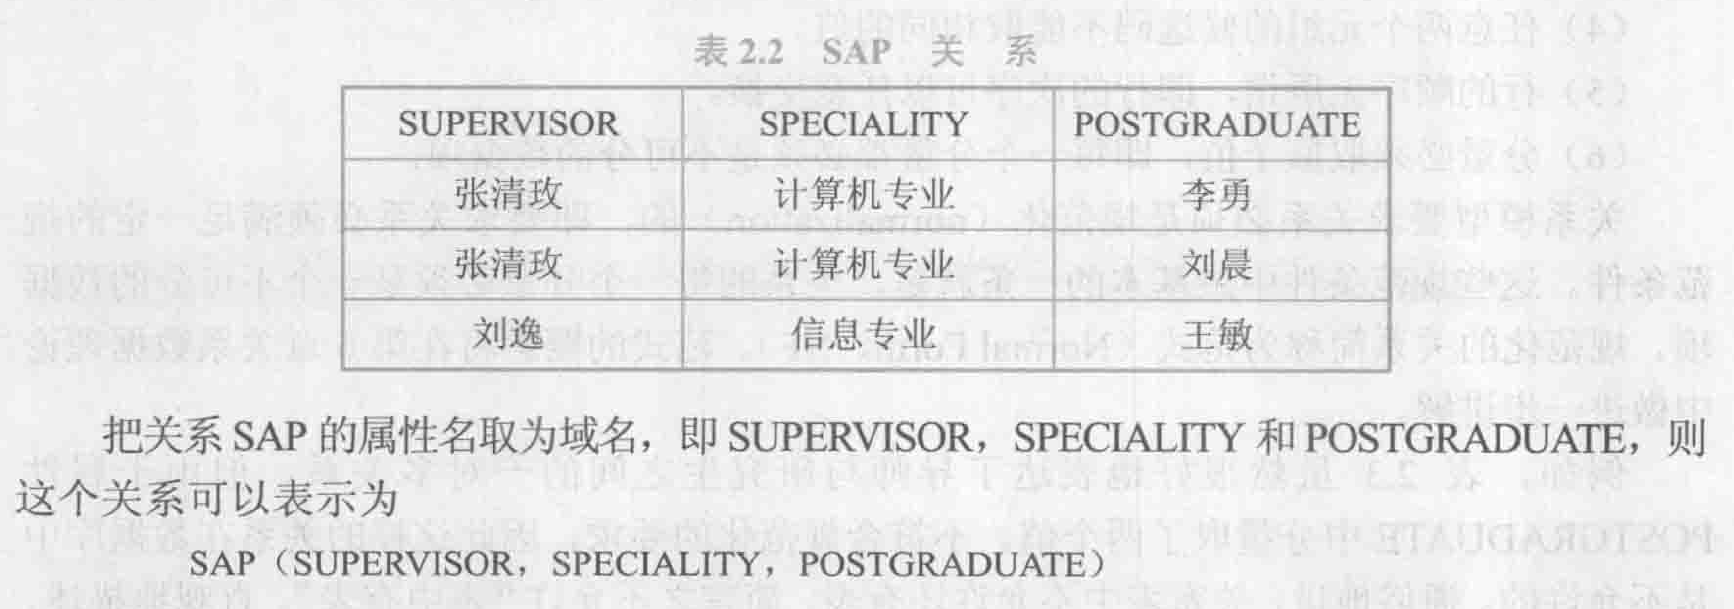 表 2.2 SAP 关 系
SUPERVISOR SPECIALITY POSTGRADUATE
张清玫 计算机专业 李勇
张清玫 计算机专业 刘晨
刘逸 信息专业 王敏
把关系 SAP 的属性名取为域名，即 SUPERVISOR，SPECIALITY 和 POSTGRADUATE，则
这个关系可以表示为
SAP（SUPERVISOR，SPECIALITY，POSTGRADUATE）